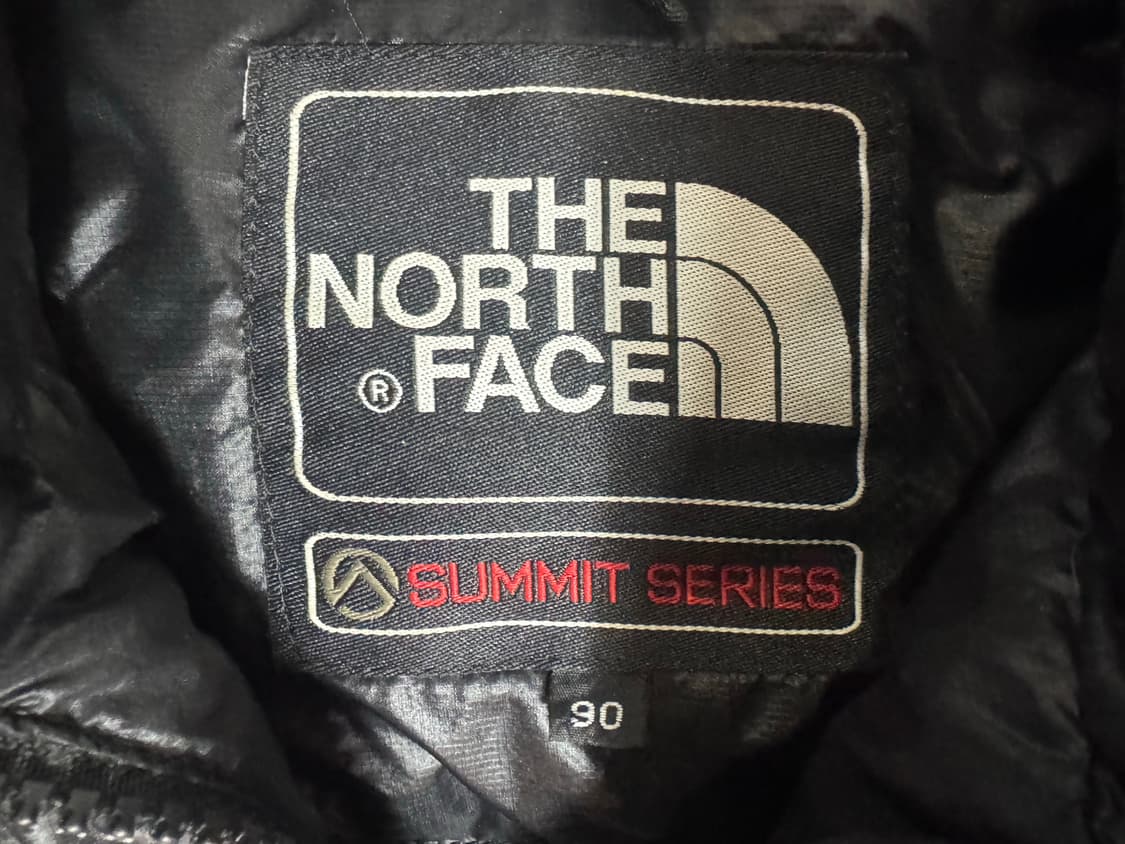 THE
NORTH
® FACE
SUMMIT SERIES
90